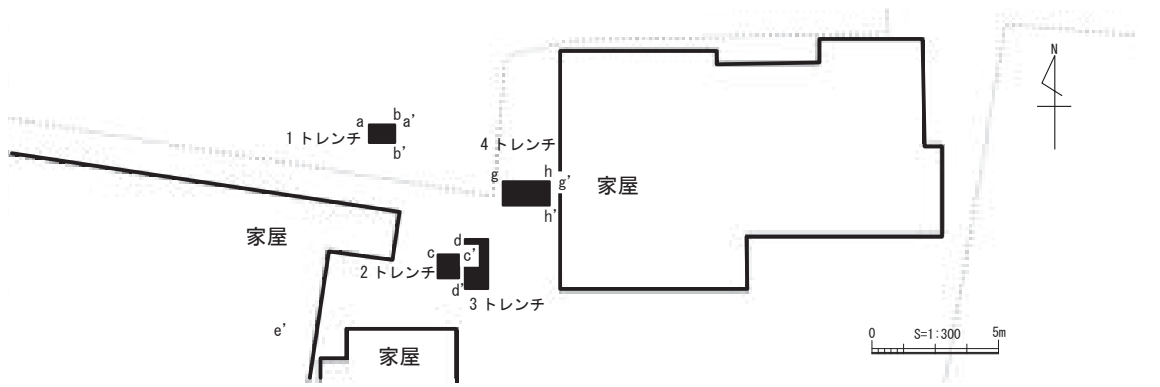 N
b
a a'
1トレンチ
b'
4トレンチ
h
g g'
家屋
h'
家屋
d
c c'
2トレンチ
d'
3トレンチ
e'
家屋
0 S=1:300 5m